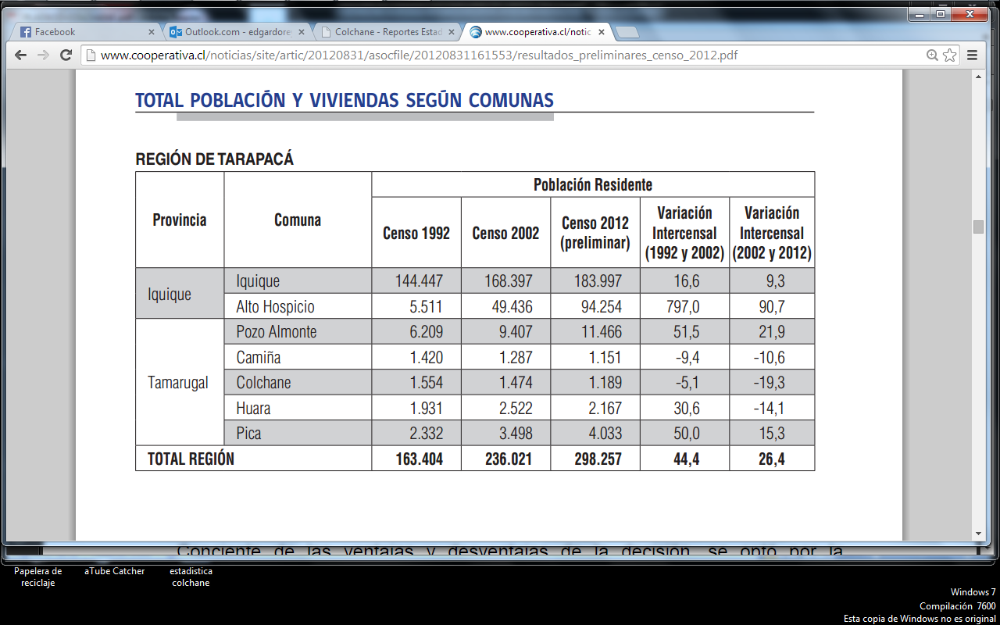 Facebook
Outlook.com - edgardore
Colchane - Reportes Estad
www.cooperativa.cl/notic
www.cooperativa.cl/noticias/site/artic/20120831/asocfile/20120831161553/resultados_preliminares_censo_2012.pdf
TOTAL POBLACIÓN Y VIVIENDAS SEGÚN COMUNAS
REGIÓN DE TARAPACÁ
Provincia Comuna Población Residente
Censo 1992 Censo 2002 Censo 2012 (preliminar) Variación Intercensal (1992 y 2002) Variación Intercensal (2002 y 2012)
Iquique Iquique 144.447 168.397 183.997 16,6 9,3
Alto Hospicio 5.511 49.436 94.254 797,0 90,7
Tamarugal Pozo Almonte 6.209 9.407 11.466 51,5 21,9
Camiña 1.420 1.287 1.151 -9,4 -10,6
Colchane 1.554 1.474 1.189 -5,1 -19,3
Huara 1.931 2.522 2.167 30,6 -14,1
Pica 2.332 3.498 4.033 50,0 15,3
TOTAL REGIÓN 163.404 236.021 298.257 44,4 26,4
Conciente de las ventajas y desventajas de la decisión, se optó por la
Papelera de reciclaje
aTube Catcher
estadistica colchane
Windows 7
Compilación 7600
Esta copia de Windows no es original